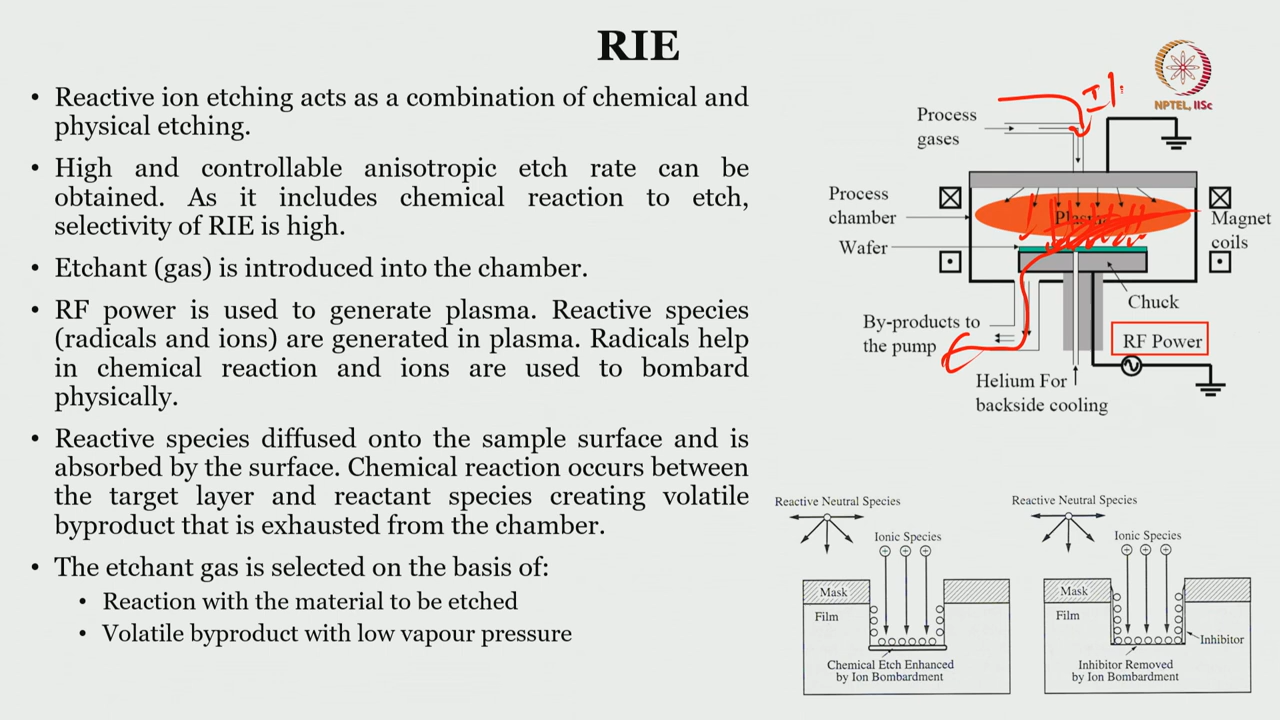 RIE
• Reactive ion etching acts as a combination of chemical and
physical etching.
• High and controllable anisotropic etch rate can be
obtained. As it includes chemical reaction to etch,
selectivity of RIE is high.
• Etchant (gas) is introduced into the chamber.
• RF power is used to generate plasma. Reactive species
(radicals and ions) are generated in plasma. Radicals help
in chemical reaction and ions are used to bombard
physically.
• Reactive species diffused onto the sample surface and is
absorbed by the surface. Chemical reaction occurs between
the target layer and reactant species creating volatile
byproduct that is exhausted from the chamber.
• The etchant gas is selected on the basis of:
• Reaction with the material to be etched
• Volatile byproduct with low vapour pressure
NPTEL, IISc
Process
gases
Process
chamber
Plasma
Wafer
Magnet
coils
Chuck
By-products to
the pump
RF Power
Helium For
backside cooling
Reactive Neutral Species
Ionic Species
Mask
Film
Chemical Etch Enhanced
by Ion Bombardment
Reactive Neutral Species
Ionic Species
Mask
Film
Inhibitor
Inhibitor Removed
by Ion Bombardment